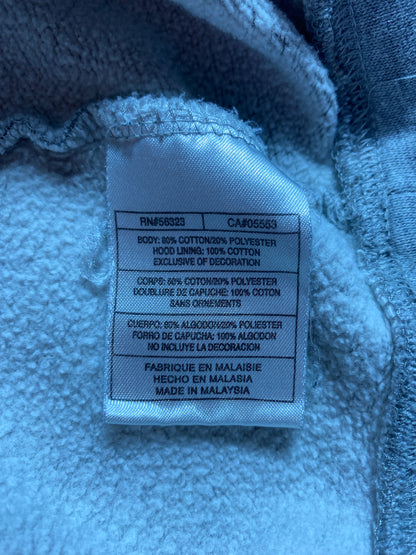 RN#56323 CA#05553
BODY: 80% COTTON/20% POLYESTER
HOOD LINING: 100% COTTON
EXCLUSIVE OF DECORATION
CORPS: 80% COTON/20% POLYESTER
DOUBLURE DE CAPUCHE: 100% COTON
SANS ORNEMENTS
CUERPO: 80% ALGODON/20% POLIESTER
FORRO DE CAPUCHA: 100% ALGODON
NO INCLUYE LA DECORACION
FABRIQUE EN MALAISIE
HECHO EN MALASIA
MADE IN MALAYSIA